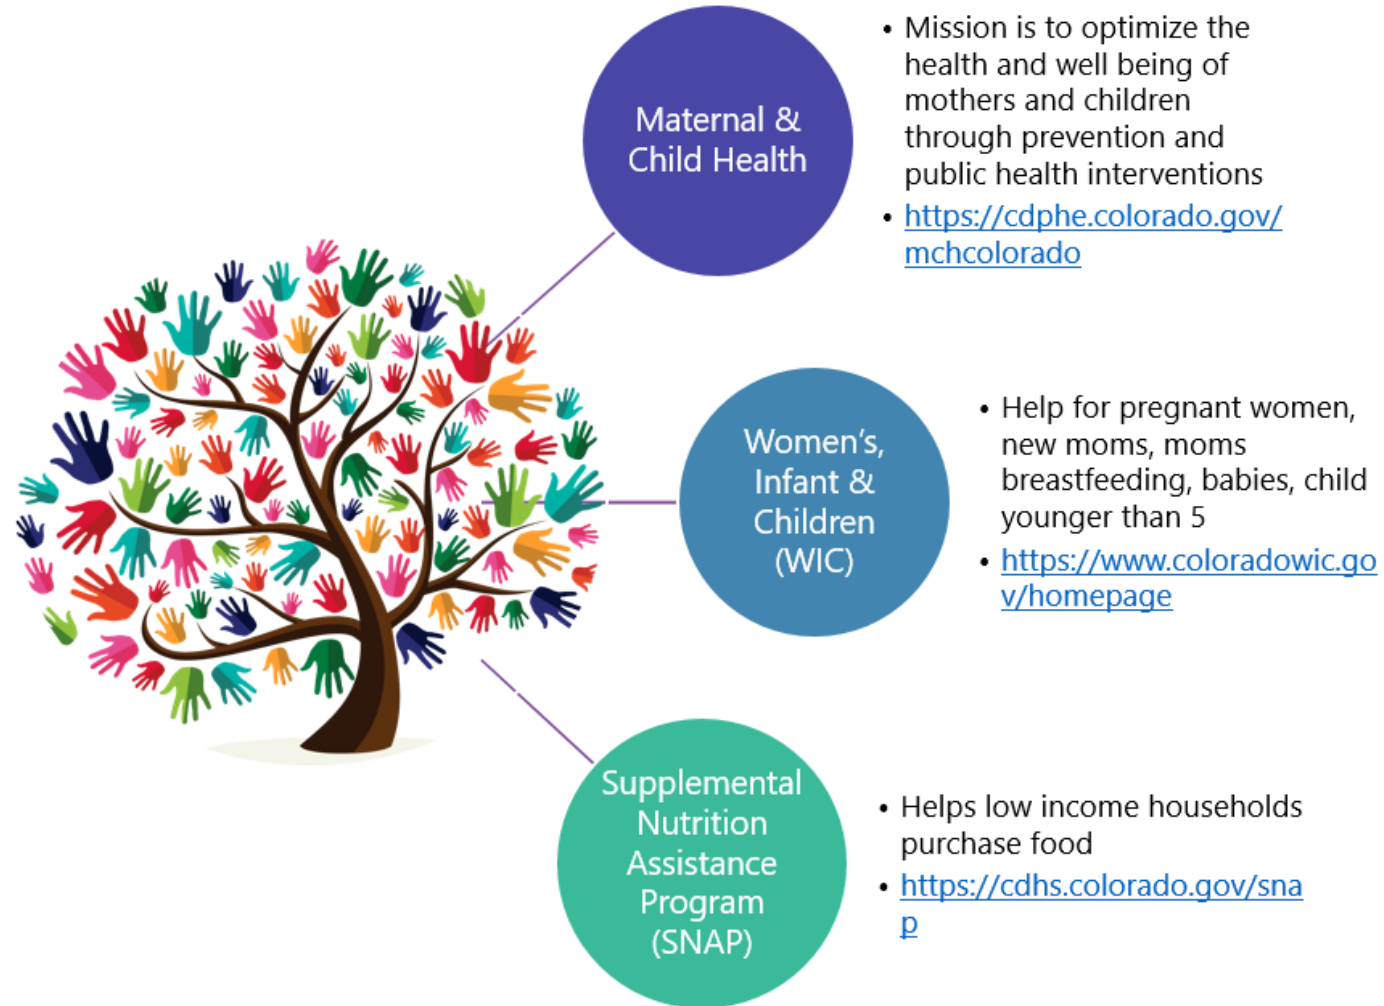 Maternal &
Child Health
• Mission is to optimize the
health and well being of
mothers and children
through prevention and
public health interventions
• https://cdphe.colorado.gov/
mchcolorado
Women's,
Infant &
Children
(WIC)
• Help for pregnant women,
new moms, moms
breastfeeding, babies, child
younger than 5
• https://www.coloradowic.go
v/homepage
Supplemental
Nutrition
Assistance
Program
(SNAP)
• Helps low income households
purchase food
• https://cdhs.colorado.gov/sna
p